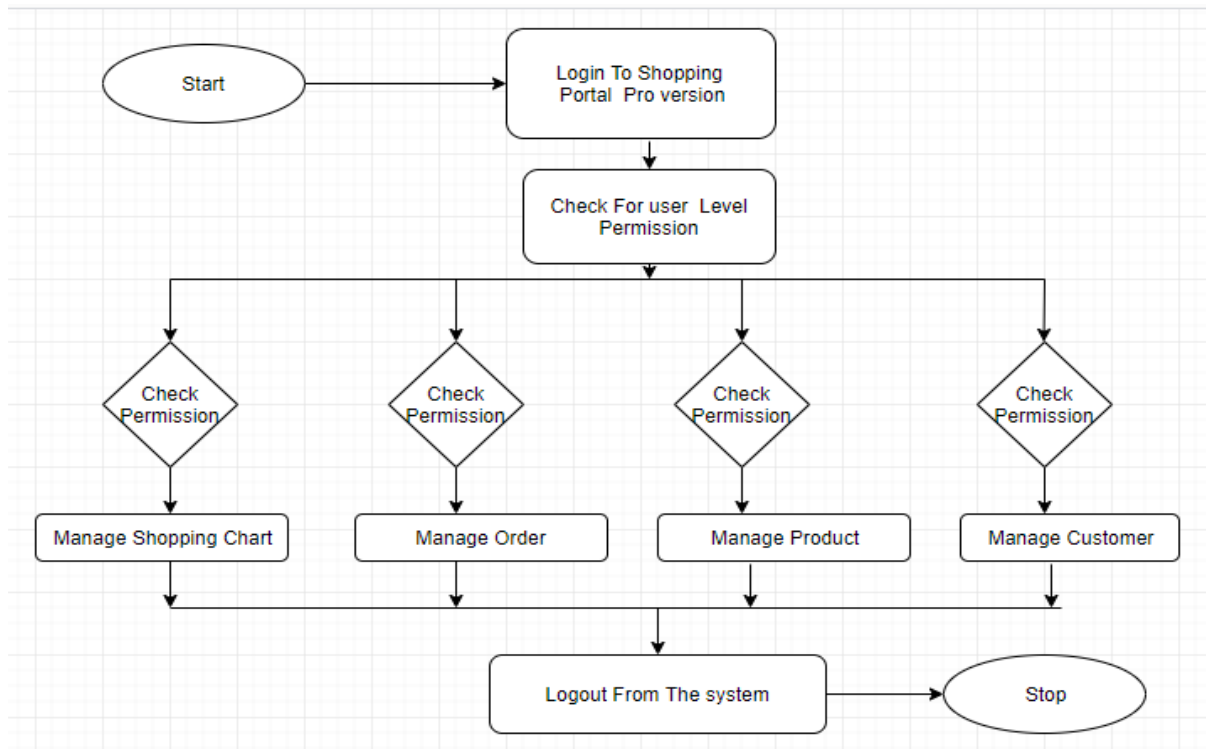 Start
Login To Shopping
Portal Pro version
Check For user Level
Permission
Check
Permission
Check
Permission
Check
Permission
Check
Permission
Manage Shopping Chart
Manage Order
Manage Product
Manage Customer
Logout From The system
Stop